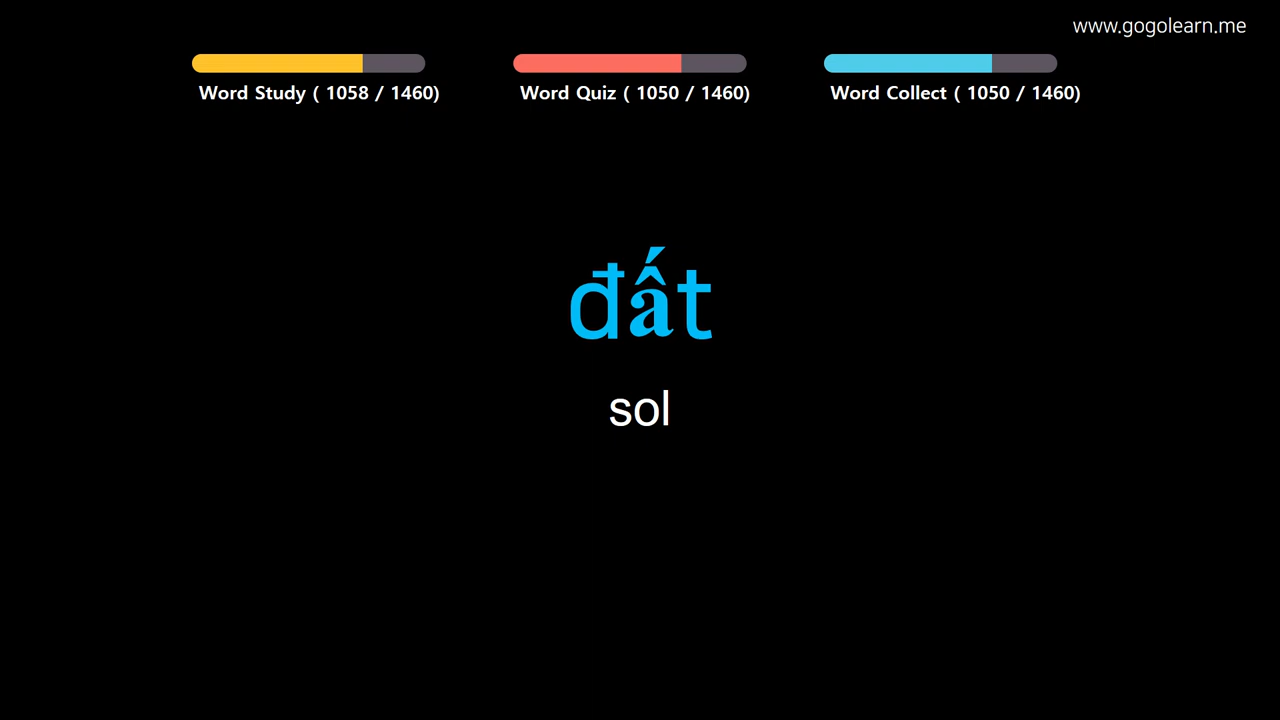 www.gogolearn.me
Word Study ( 1058 / 1460)
Word Quiz ( 1050 / 1460)
Word Collect ( 1050 / 1460)
đất
sol